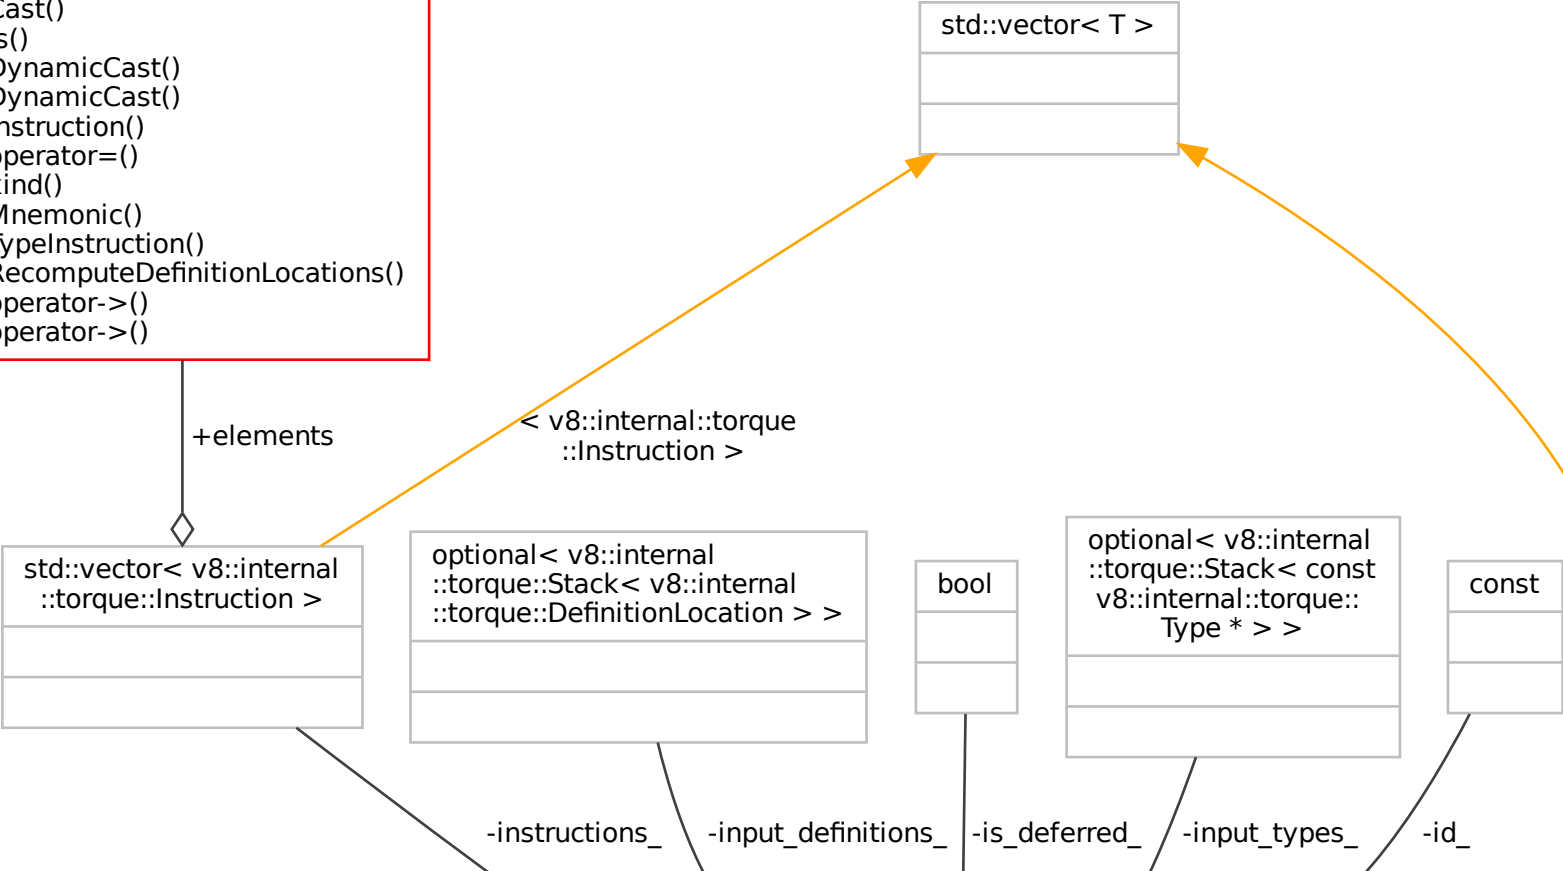 Cast()
s()
DynamicCast()
DynamicCast()
nstruction()
operator=()
kind()
Mnemonic()
TypeInstruction()
RecomputeDefinitionLocations()
operator->()
operator->()
std::vector< T >
+elements
< v8::internal::torque
::Instruction >
std::vector< v8::internal
::torque::Instruction >
optional< v8::internal
::torque::Stack< v8::internal
::torque::DefinitionLocation > >
bool
optional< v8::internal
::torque::Stack< const
v8::internal::torque::
Type * > >
const
-instructions_
-input_definitions_
-is_deferred_
-input_types_
-id_